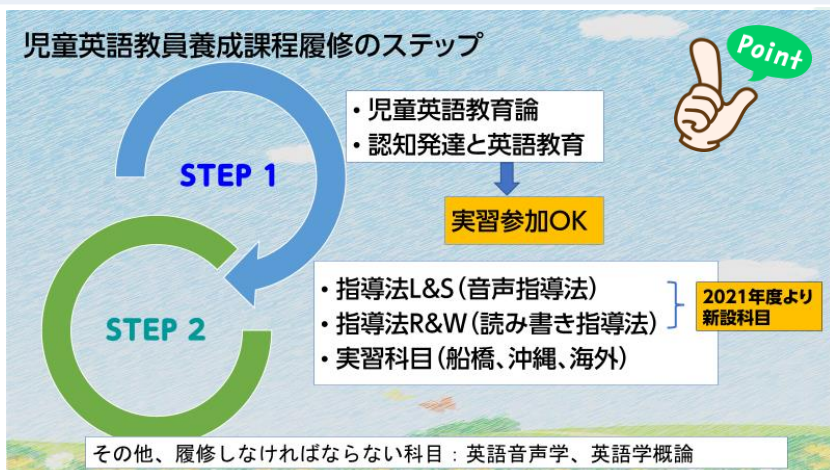 児童英語教員養成課程履修のステップ
Point
STEP 1
・児童英語教育論
・認知発達と英語教育
実習参加OK
STEP 2
・指導法L&S(音声指導法)
・指導法R&W(読み書き指導法)
・実習科目(船橋、沖縄、海外)
2021年度より
新設科目
その他、履修しなければならない科目:英語音声学、英語学概論